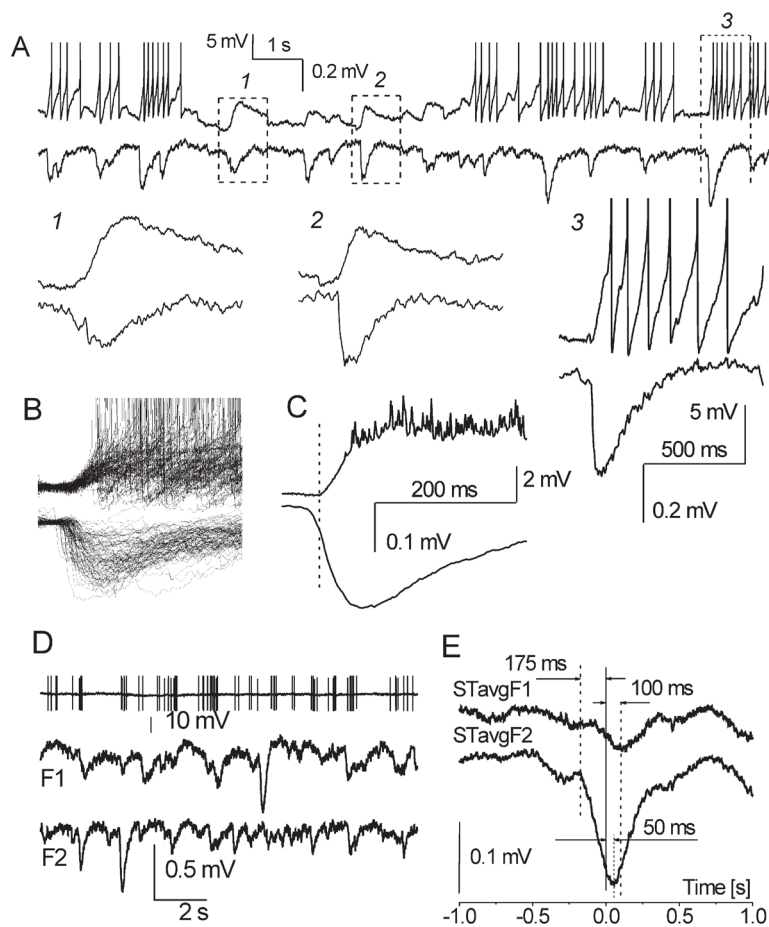 A
5 mV
1 s
0.2 mV
1
2
3
1
2
3
B
C
200 ms
2 mV
0.1 mV
5 mV
500 ms
0.2 mV
D
10 mV
F1
F2
0.5 mV
2 s
E
175 ms
STavgF1
100 ms
STavgF2
50 ms
0.1 mV
Time [s]
-1.0 -0.5 0.0 0.5 1.0